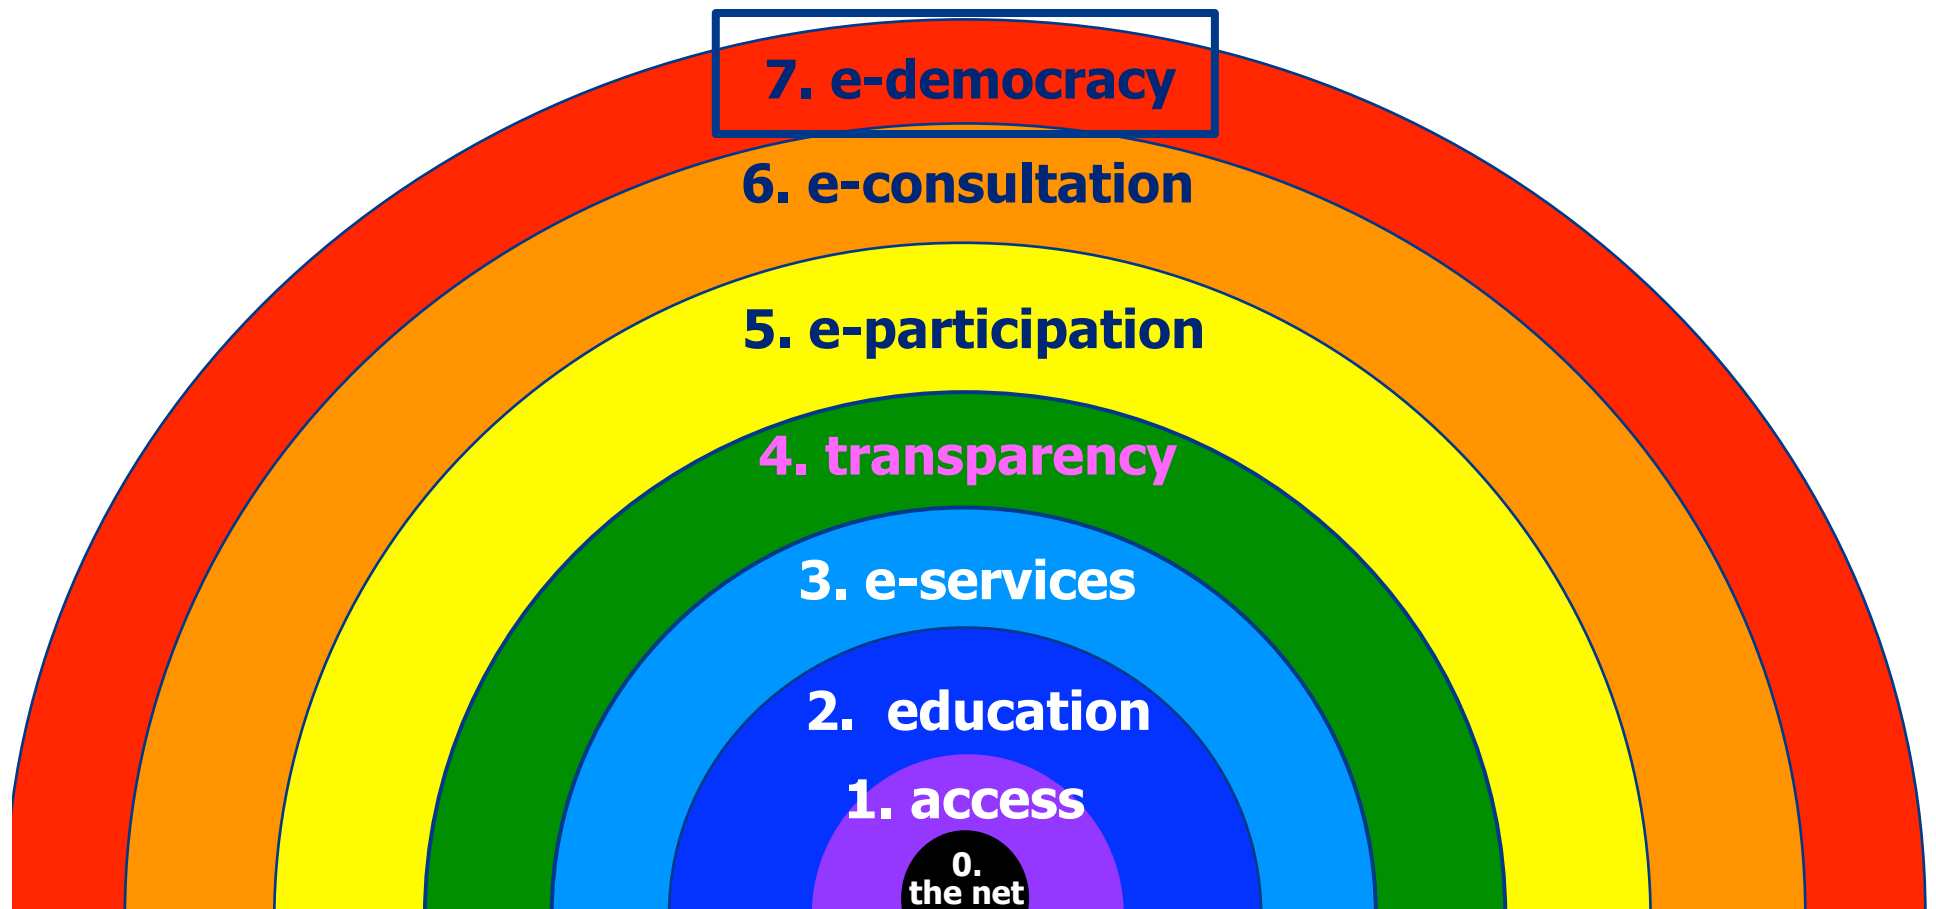 7. e-democracy
6. e-consultation
5. e-participation
4. transparency
3. e-services
2. education
1. access
0.
the net